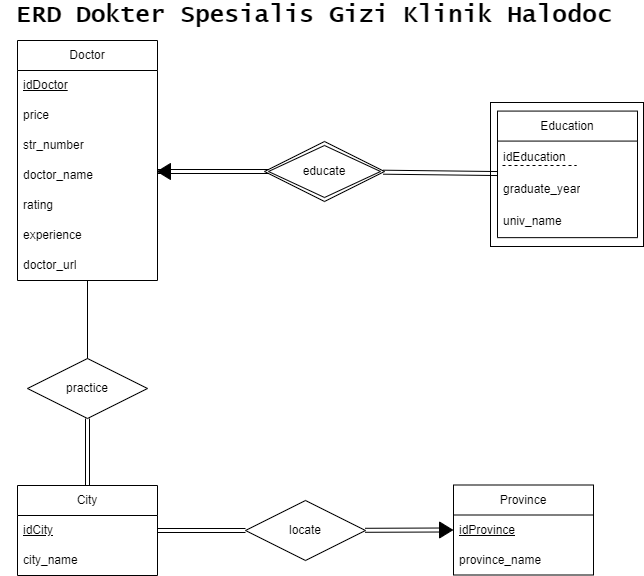 ERD Dokter Spesialis Gizi Klinik Halodoc
Doctor
idDoctor
price
str_number
doctor_name
rating
experience
doctor_url
educate
Education
idEducation
graduate_year
univ_name
practice
City
idCity
city_name
locate
Province
idProvince
province_name